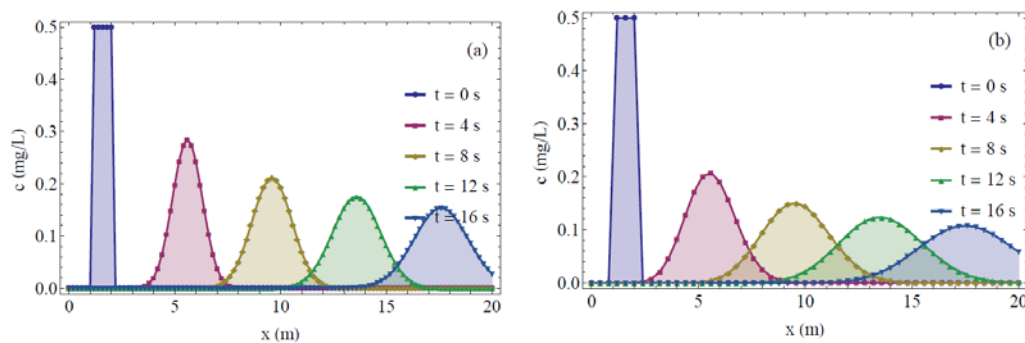 (a)
0.5
0.4
0.3
0.2
0.1
0.0
c (mg/L)
t = 0 s
t = 4 s
t = 8 s
t = 12 s
t = 16 s
0
5
10
15
20
x (m)
(b)
0.5
0.4
0.3
0.2
0.1
0.0
c (mg/L)
t = 0 s
t = 4 s
t = 8 s
t = 12 s
t = 16 s
0
5
10
15
20
x (m)